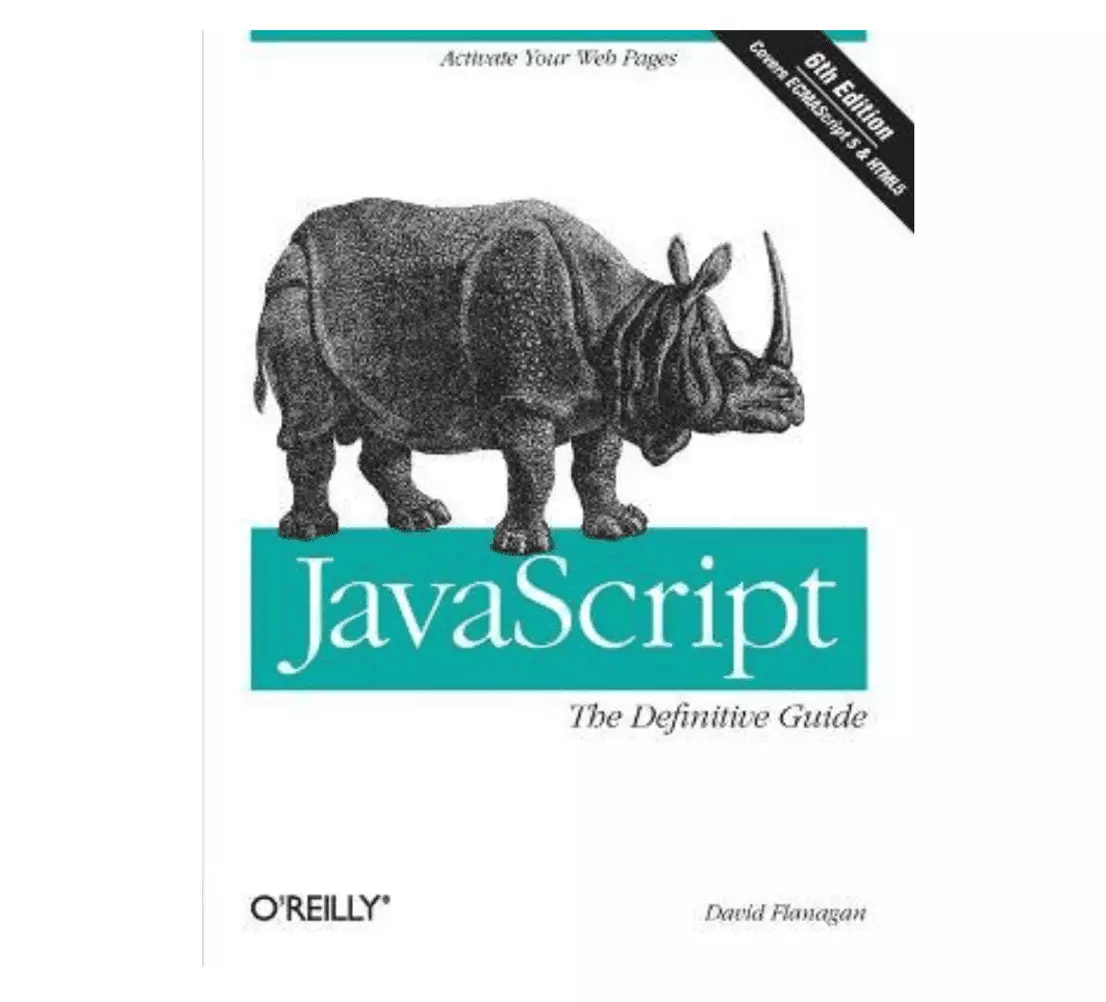 Activate Your Web Pages
6th Edition
Covers ECMAScript 5 & HTML5
JavaScript
The Definitive Guide
O'REILLY®
David Flanagan